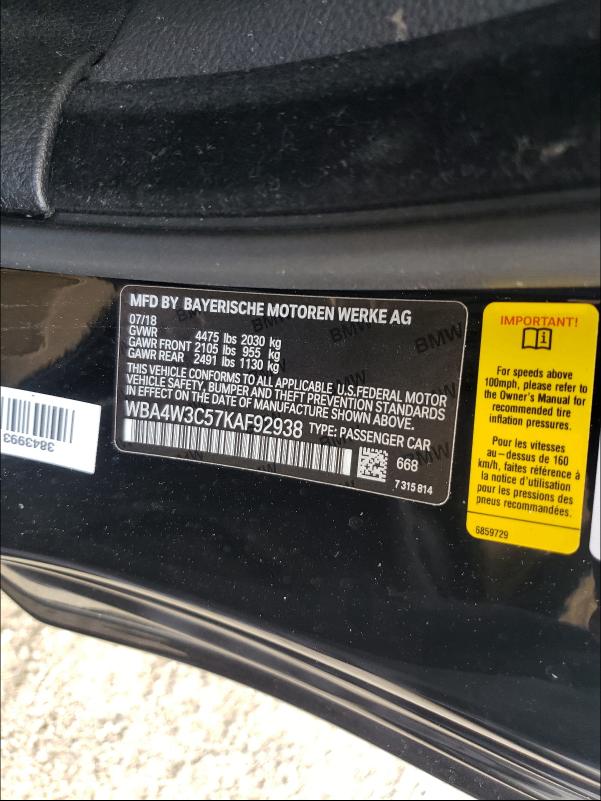 MFD BY BAYERISCHE MOTOREN WERKE AG
07/18
GVWR 4475 lbs 2030 kg
GAWR FRONT 2105 lbs 955 kg
GAWR REAR 2491 lbs 1130 kg
THIS VEHICLE CONFORMS TO ALL APPLICABLE U.S.FEDERAL MOTOR
VEHICLE SAFETY, BUMPER AND THEFT PREVENTION STANDARDS
IN EFFECT ON THE DATE OF MANUFACTURE SHOWN ABOVE.
WBA4W3C57KAF92938 TYPE: PASSENGER CAR
668
7 315 814
BMW
BMW
BMW
3843993
IMPORTANT!
For speeds above
100mph, please refer to
the Owner's Manual for
recommended tire
inflation pressures.
Pour les vitesses
au-dessus de 160
km/h, faites référence à
la notice d'utilisation
pour les pressions des
pneus recommandées.
6859729